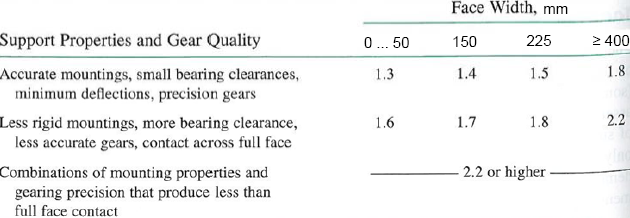 Face Width, mm
Support Properties and Gear Quality 0 ... 50 150 225 ≥ 400
Accurate mountings, small bearing clearances, 1.3 1.4 1.5 1.8
minimum deflections, precision gears
Less rigid mountings, more bearing clearance, 1.6 1.7 1.8 2.2
less accurate gears, contact across full face
Combinations of mounting properties and 2.2 or higher
gearing precision that produce less than
full face contact